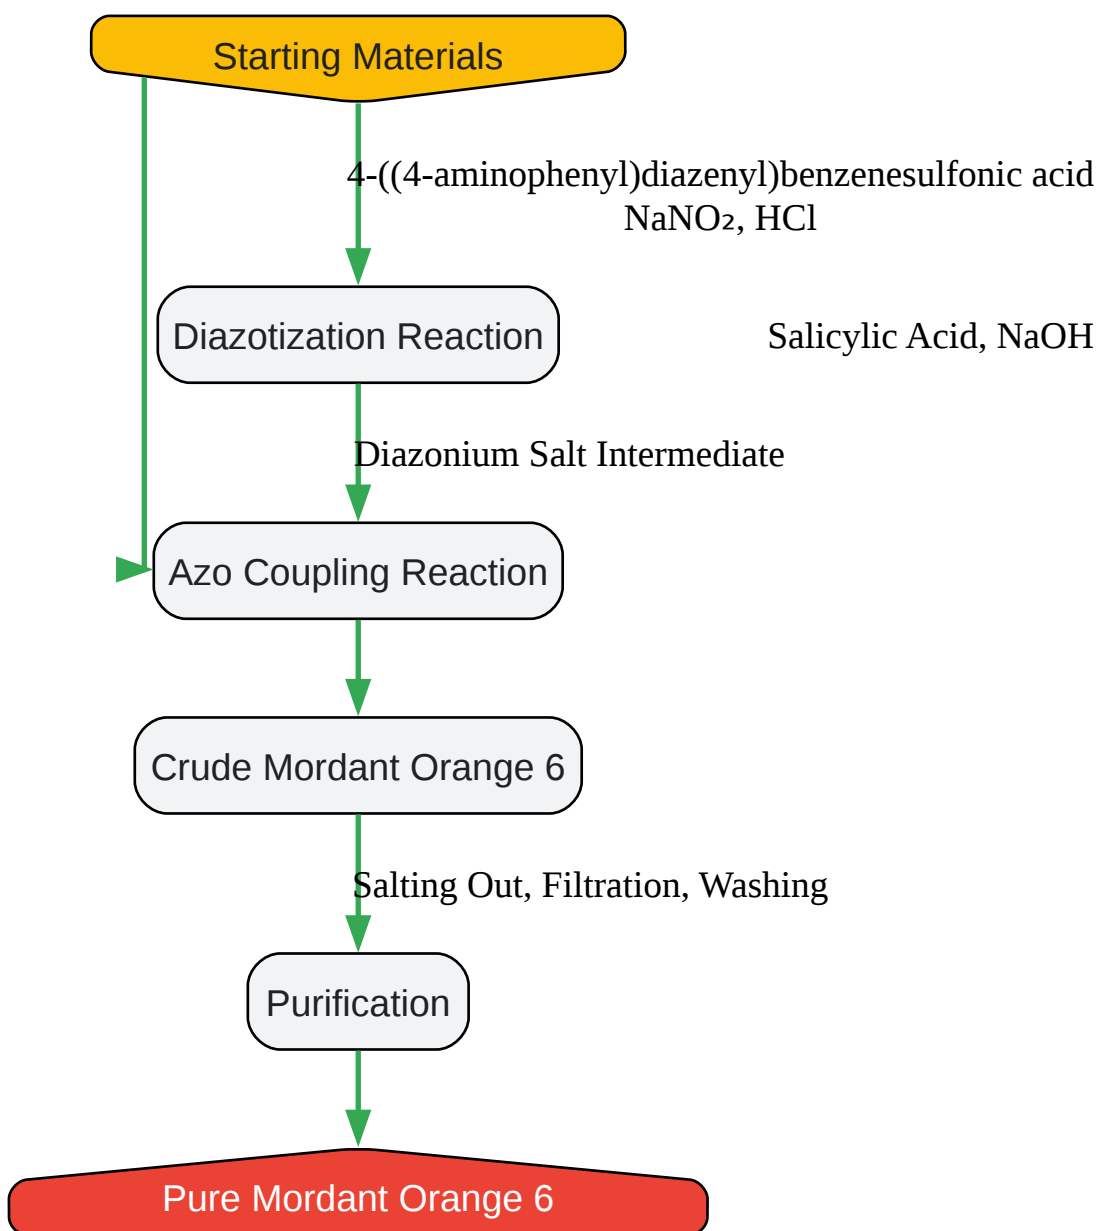 Starting Materials
4-((4-aminophenyl)diazenyl)benzenesulfonic acid
NaNO₂, HCl
Diazotization Reaction
Salicylic Acid, NaOH
Diazonium Salt Intermediate
Azo Coupling Reaction
Crude Mordant Orange 6
Salting Out, Filtration, Washing
Purification
Pure Mordant Orange 6